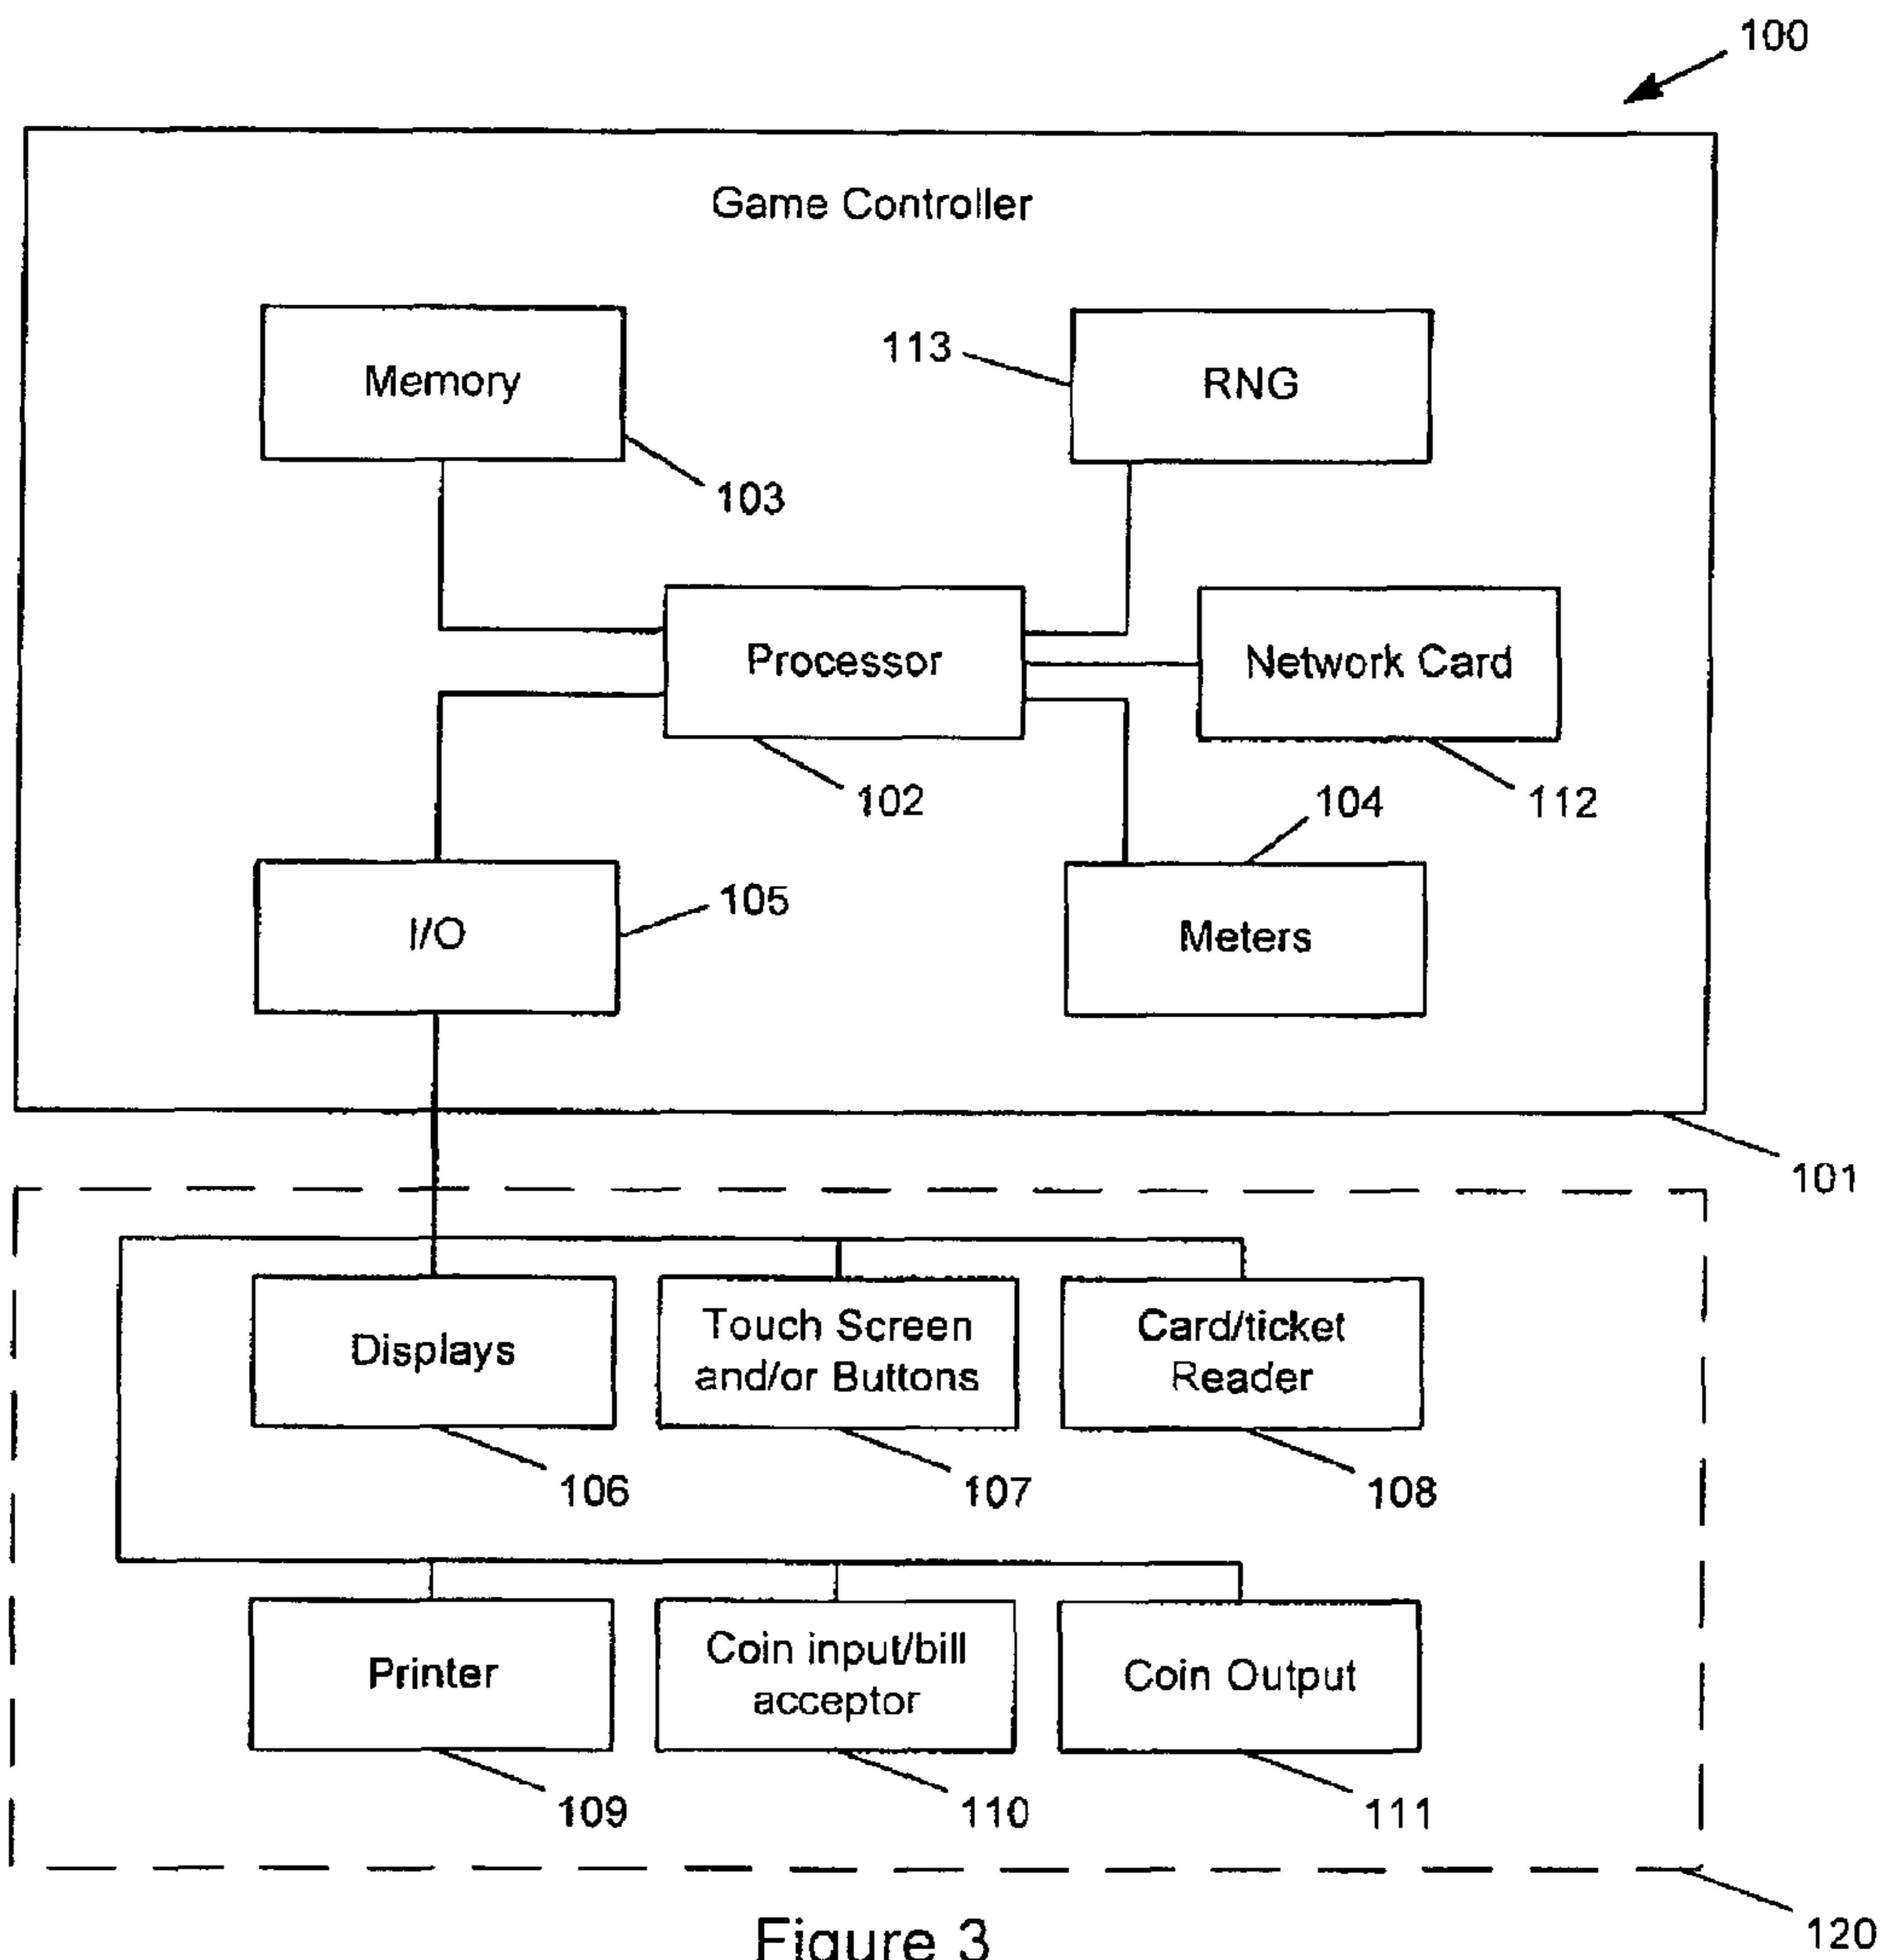 100
Game Controller
Memory
113
RNG
103
Processor
Network Card
102
104
112
I/O
105
Meters
101
Displays
Touch Screen
and/or Buttons
Card/ticket
Reader
106
107
108
Printer
Coin input/bill
acceptor
Coin Output
109
110
111
120
Figure 3